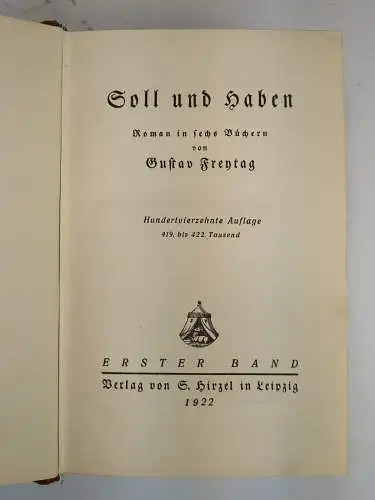 Soll und Haben
Roman in sechs Büchern
von
Gustav Freytag
Hundertvierzehnte Auflage
419. bis 422. Tausend
ERSTER BAND
Verlag von S. Hirzel in Leipzig
1922